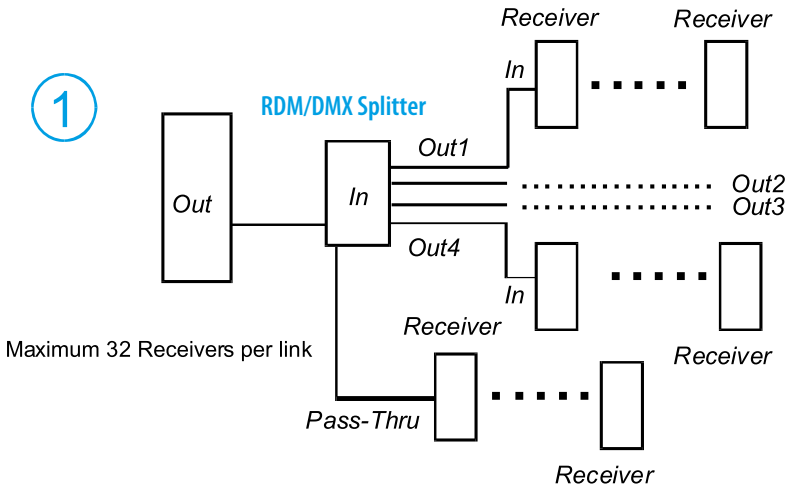 Receiver
Receiver
In
1
RDM/DMX Splitter
Out1
Out
In
Out2
Out3
Out4
In
Receiver
Maximum 32 Receivers per link
Receiver
Pass-Thru
Receiver